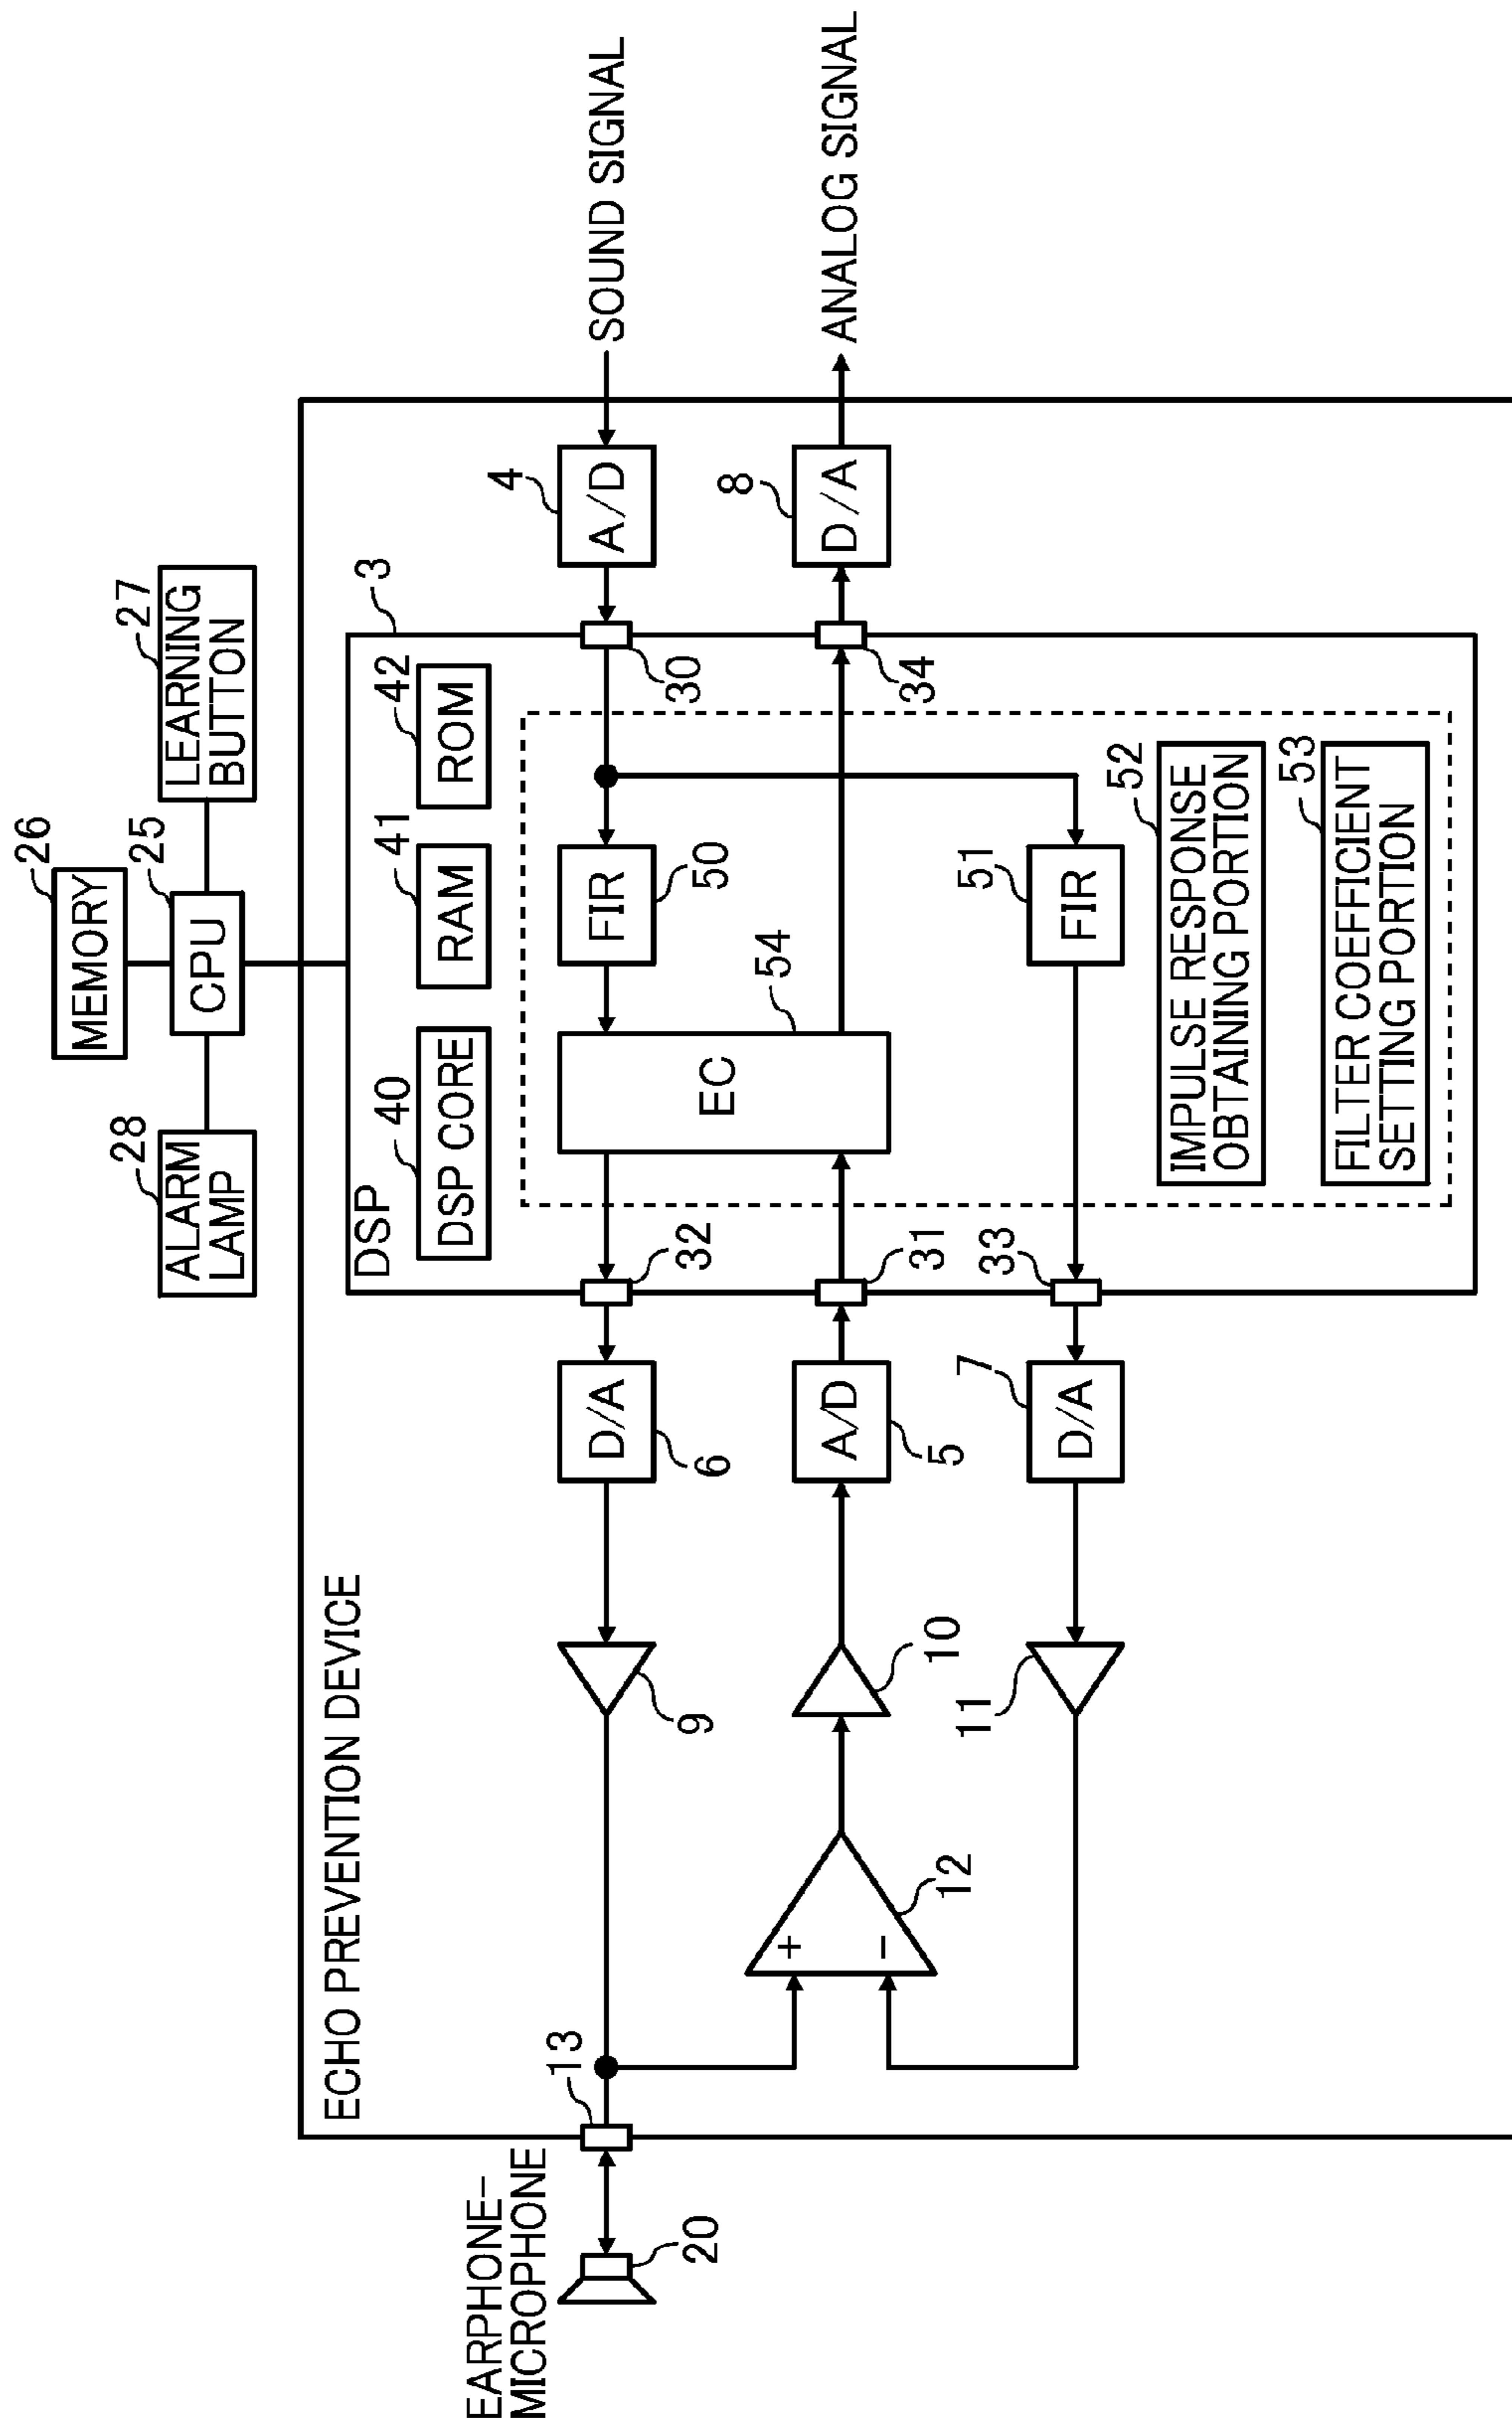 26
MEMORY
28
ALARM
LAMP
25
CPU
27
LEARNING
BUTTON
ECHO PREVENTION DEVICE
DSP
3
40
DSP CORE
41
RAM
42
ROM
EARPHONE-
MICROPHONE
20
13
9
6
D/A
32
EC
54
FIR
50
30
4
A/D
SOUND SIGNAL
+
−
12
10
A/D
5
31
34
8
D/A
ANALOG SIGNAL
11
7
D/A
33
51
FIR
52
IMPULSE RESPONSE
OBTAINING PORTION
53
FILTER COEFFICIENT
SETTING PORTION